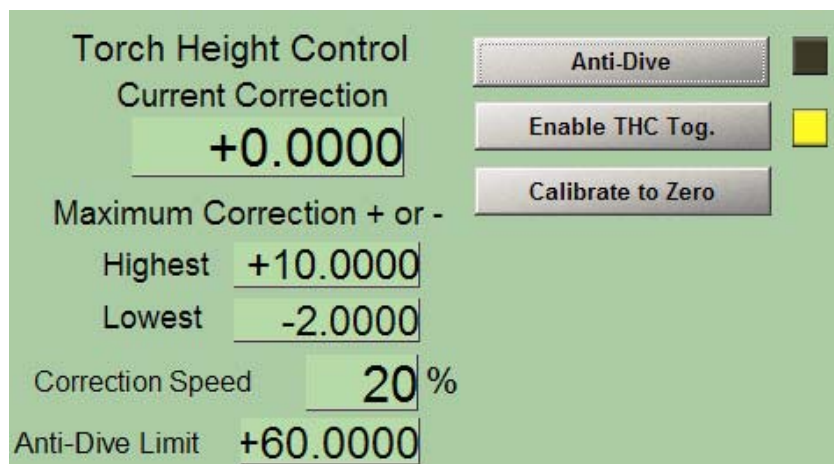 Torch Height Control
Current Correction
+0.0000
Maximum Correction + or -
Highest +10.0000
Lowest -2.0000
Correction Speed 20 %
Anti-Dive Limit +60.0000
Anti-Dive
Enable THC Tog.
Calibrate to Zero